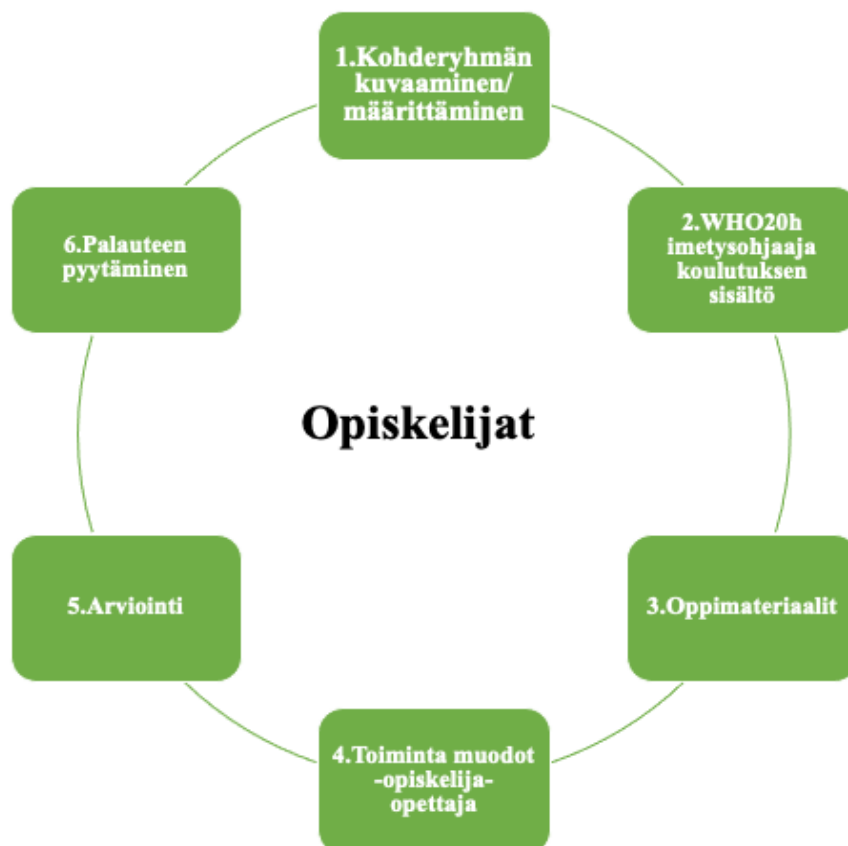 1.Kohderyhmän
kuvaaminen/
määrittäminen
2.WHO20h
imetysohjaaja
koulutuksen
sisältö
3.Oppimateriaalit
4.Toiminta muodot
-opiskelija-
opettaja
5.Arviointi
6.Palauteen
pyytäminen
Opiskelijat